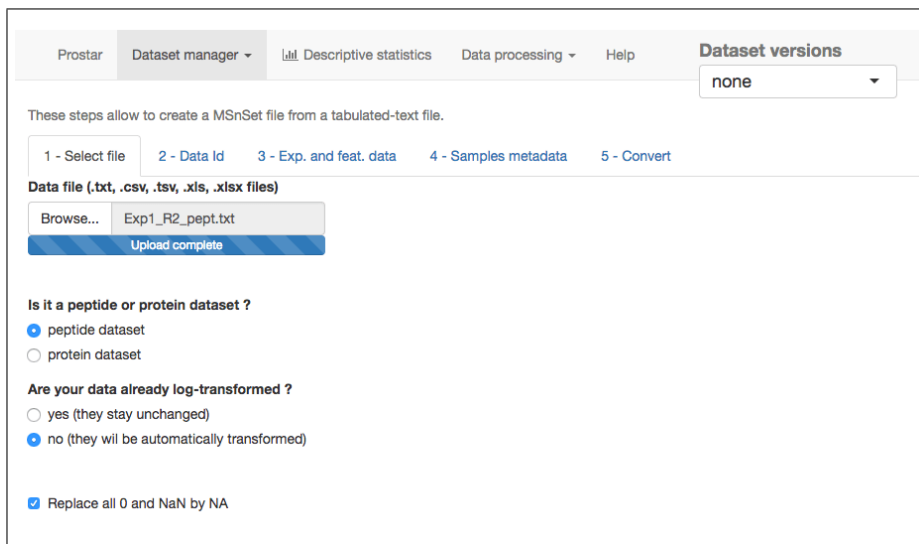 Prostar Dataset manager Descriptive statistics Data processing Help Dataset versions
none
These steps allow to create a MSnSet file from a tabulated-text file.
1 - Select file 2 - Data Id 3 - Exp. and feat. data 4 - Samples metadata 5 - Convert
Data file (.txt, .csv, .tsv, .xls, .xlsx files)
Browse... Exp1_R2_pept.txt
Upload complete
Is it a peptide or protein dataset ?
peptide dataset
protein dataset
Are your data already log-transformed ?
yes (they stay unchanged)
no (they wil be automatically transformed)
Replace all 0 and NaN by NA